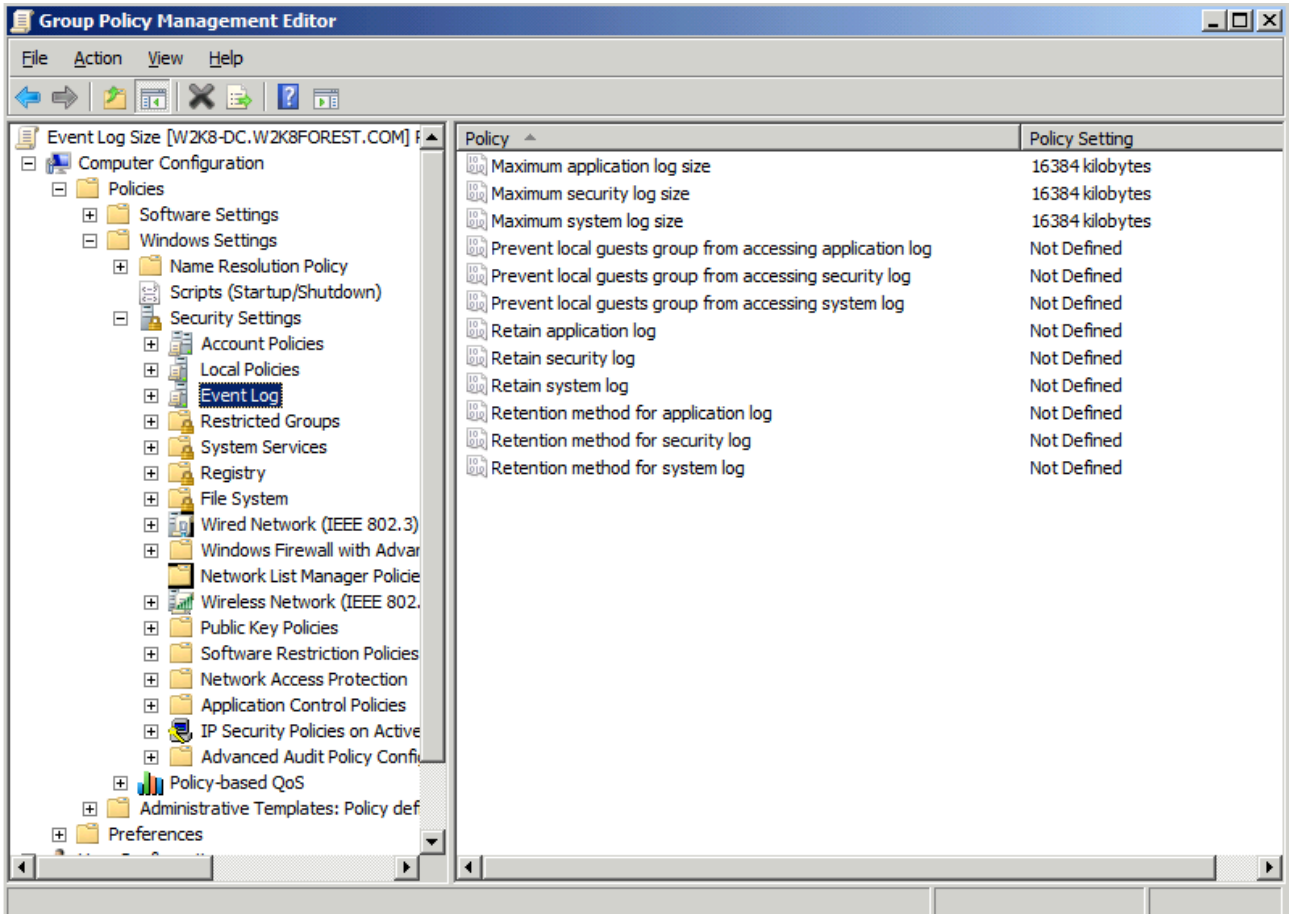 Group Policy Management Editor
File Action View Help
Event Log Size [W2K8-DC.W2K8FOREST.COM]
Computer Configuration
Policies
Software Settings
Windows Settings
Name Resolution Policy
Scripts (Startup/Shutdown)
Security Settings
Account Policies
Local Policies
Event Log
Restricted Groups
System Services
Registry
File System
Wired Network (IEEE 802.3)
Windows Firewall with Advar
Network List Manager Policie
Wireless Network (IEEE 802.
Public Key Policies
Software Restriction Policies
Network Access Protection
Application Control Policies
IP Security Policies on Active
Advanced Audit Policy Confi
Policy-based QoS
Administrative Templates: Policy def
Preferences
Policy Policy Setting
Maximum application log size 16384 kilobytes
Maximum security log size 16384 kilobytes
Maximum system log size 16384 kilobytes
Prevent local guests group from accessing application log Not Defined
Prevent local guests group from accessing security log Not Defined
Prevent local guests group from accessing system log Not Defined
Retain application log Not Defined
Retain security log Not Defined
Retain system log Not Defined
Retention method for application log Not Defined
Retention method for security log Not Defined
Retention method for system log Not Defined